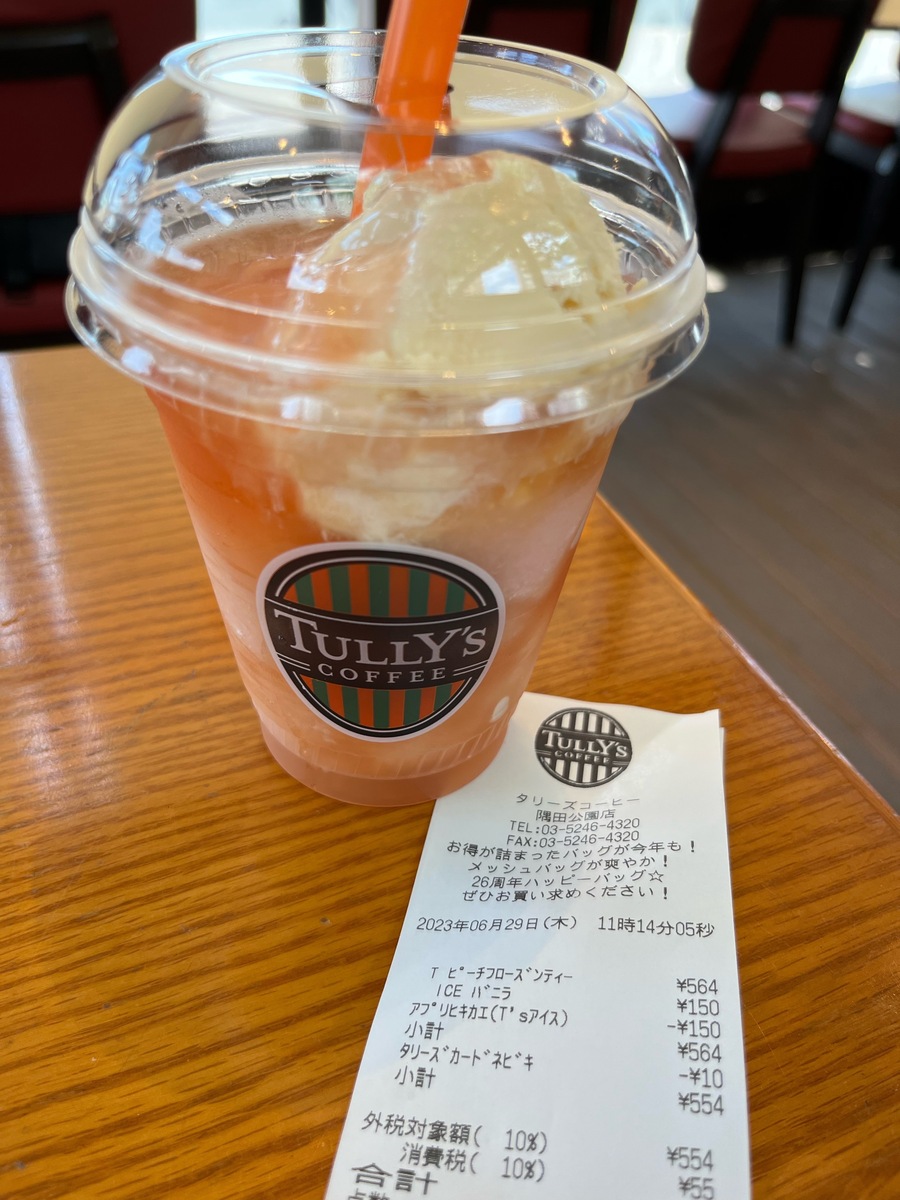 TULLY'S
COFFEE
TULLY'S
COFFEE
タリーズコーヒー
隅田公園店
TEL:03-5246-4320
FAX:03-5246-4320
お得が詰まったバッグが今年も!
メッシュバッグが爽やか!
26周年ハッピーバッグ☆
ぜひお買い求めください!
2023年06月29日(木) 11時14分05秒
T ﾋﾟｰﾁﾌﾛｰｽﾞﾝﾃｨｰ ¥564
ICE ﾊﾞﾆﾗ ¥150
ｱﾌﾟﾘﾋｷｶｴ(T'sｱｲｽ) -¥150
小計 ¥564
ﾀﾘｰｽﾞｶｰﾄﾞﾈﾋﾞｷ -¥10
小計 ¥554
外税対象額( 10%) ¥554
消費税( 10%) ¥55
合計
点数